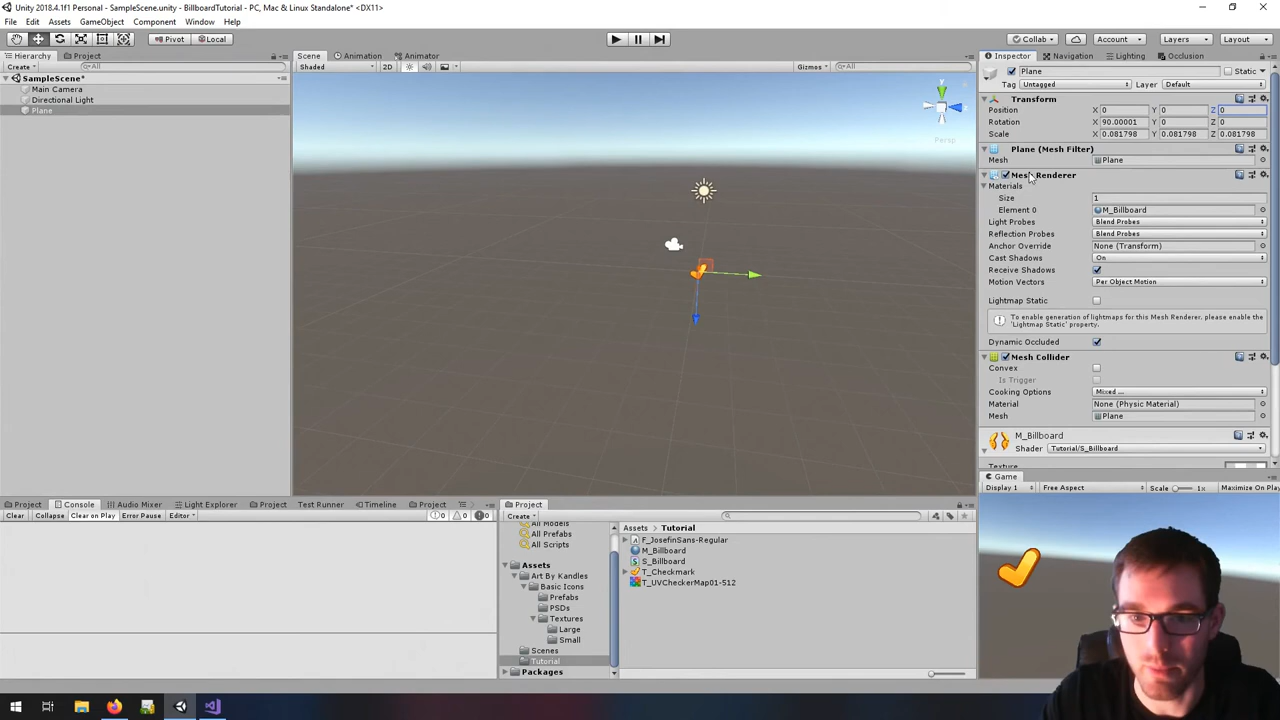 Unity 2018.4.1f1 Personal - SampleScene.unity - BillboardTutorial - PC, Mac & Linux Standalone* <DX11>
File Edit Assets GameObject Component Window Help
Pivot Local Collab Account Layers Layout
Hierarchy Project Scene Animation Animator Inspector Navigation Lighting Occlusion
Create All Shaded 2D Gizmos All
Plane Static
SampleScene*
Tag Untagged Layer Default
Main Camera
Directional Light
Plane
Transform
Position X 0 Y 0 Z 0
Rotation X 90.00001 Y 0 Z 0
Scale X 0.081798 Y 0.081798 Z 0.081798
y
z
Persp
Plane (Mesh Filter)
Mesh Plane
Mesh Renderer
Materials
Size 1
Element 0 M_Billboard
Light Probes Blend Probes
Reflection Probes Blend Probes
Anchor Override None (Transform)
Cast Shadows On
Receive Shadows
Motion Vectors Per Object Motion
Lightmap Static
To enable generation of lightmaps for this Mesh Renderer, please enable the
'Lightmap Static' property.
Dynamic Occluded
Mesh Collider
Convex
Is Trigger
Cooking Options Mixed ...
Material None (Physic Material)
Mesh Plane
M_Billboard
Shader Tutorial/S_Billboard
Texture
Game
Display 1 Free Aspect Scale 1x Maximize On Play
Project Console Audio Mixer Light Explorer Project Test Runner Timeline Project
Clear Collapse Clear on Play Error Pause Editor 0 0 0
Project
Create
All Models
All Prefabs
All Scripts
Assets
Art By Kandles
Basic Icons
Prefabs
PSDs
Textures
Large
Small
Scenes
Tutorial
Packages
Assets Tutorial
F_JosefinSans-Regular
M_Billboard
S_Billboard
T_Checkmark
T_UVCheckerMap01-512